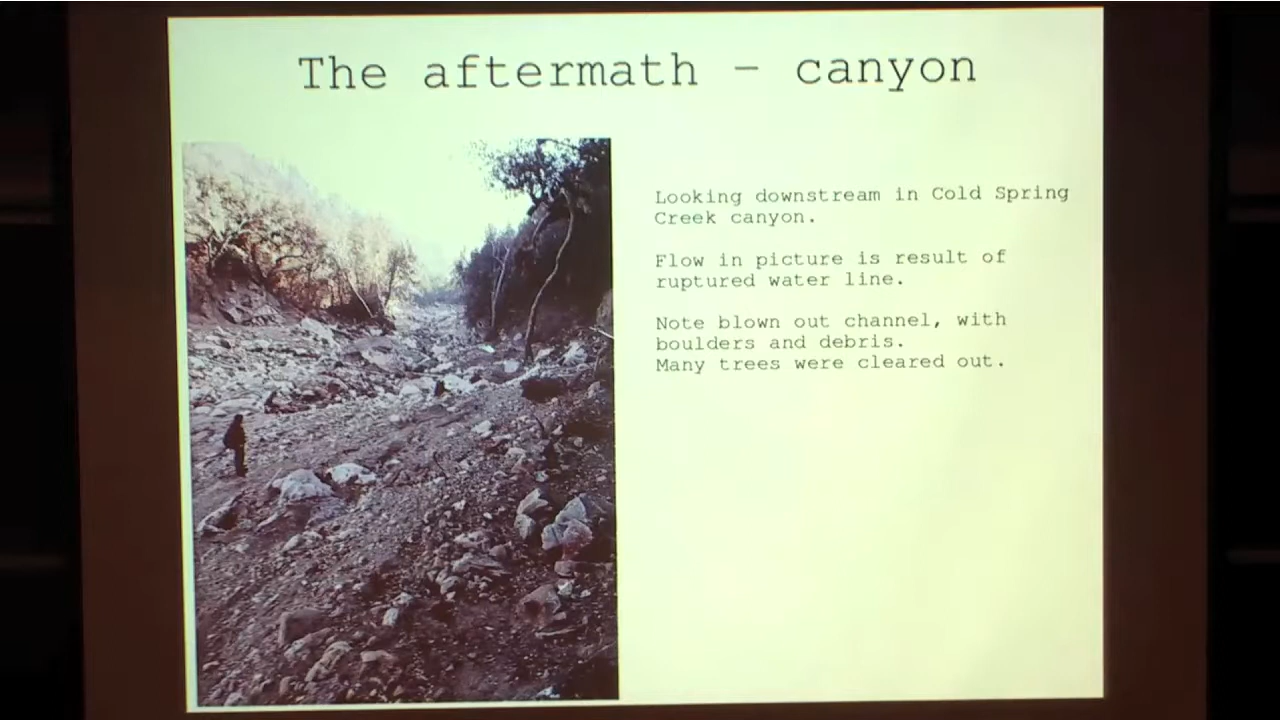 The aftermath - canyon
Looking downstream in Cold Spring
Creek canyon.
Flow in picture is result of
ruptured water line.
Note blown out channel, with
boulders and debris.
Many trees were cleared out.